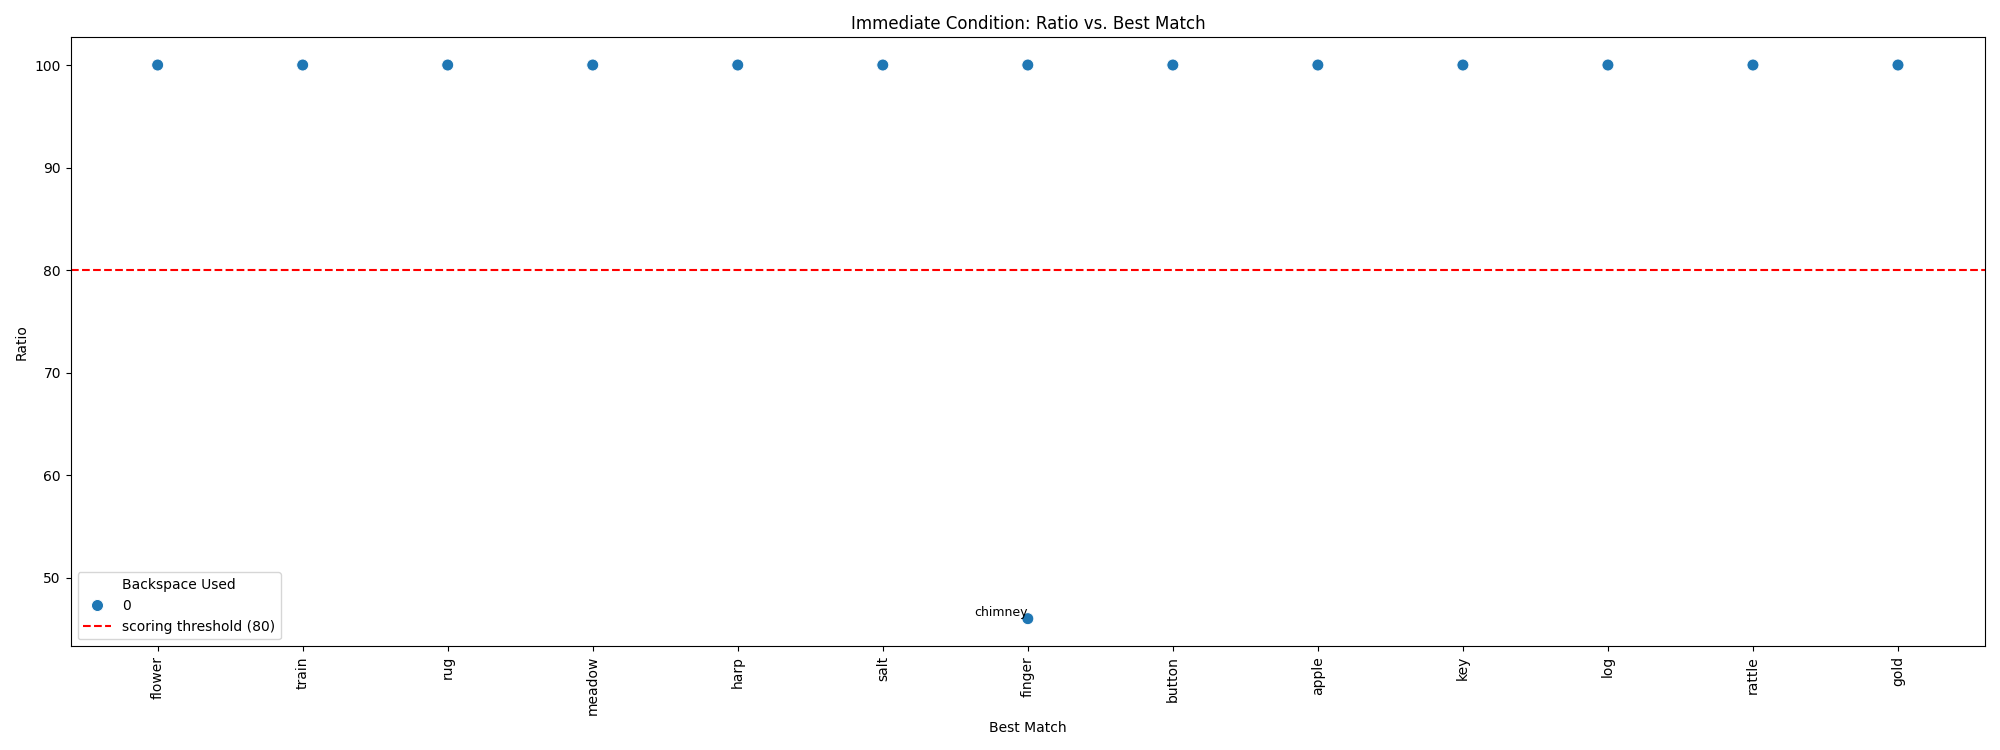 Immediate Condition: Ratio vs. Best Match
100
90
80
70
60
50
Ratio
chimney
Backspace Used
0
scoring threshold (80)
flower
train
rug
meadow
harp
salt
finger
button
apple
key
log
rattle
gold
Best Match